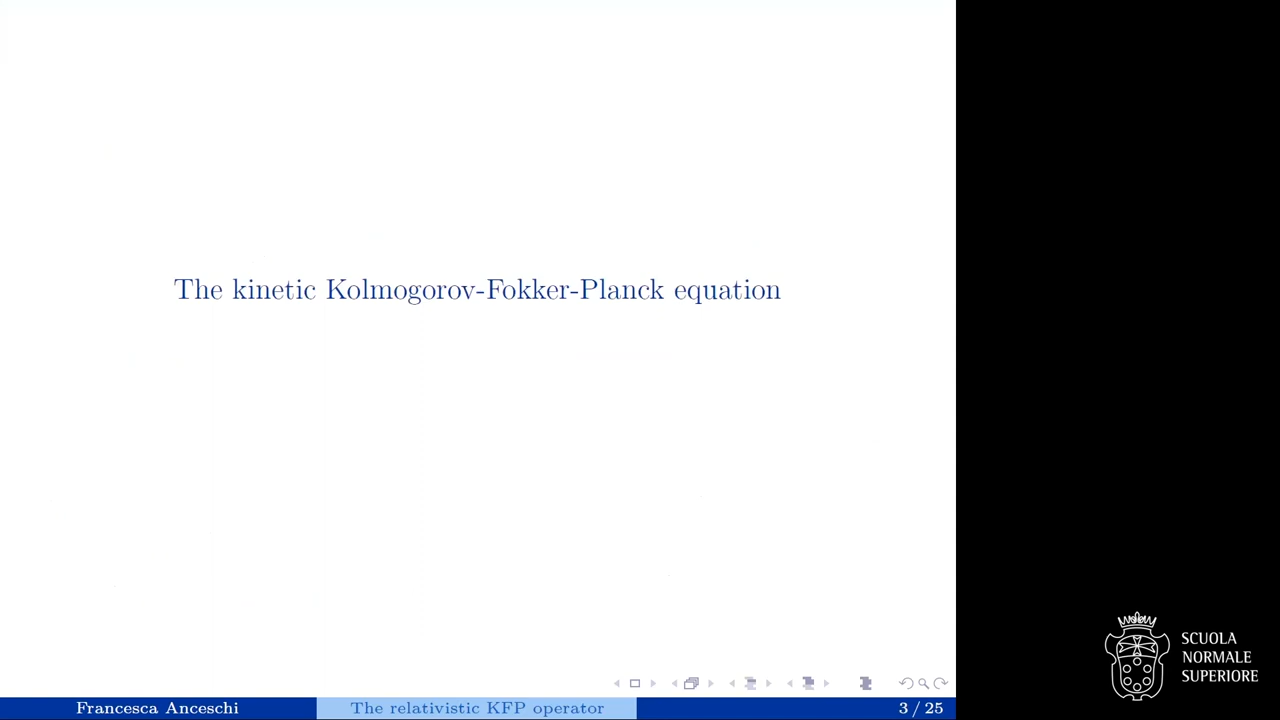 The kinetic Kolmogorov-Fokker-Planck equation
SCUOLA
NORMALE
SUPERIORE
Francesca Anceschi
The relativistic KFP operator
3 / 25